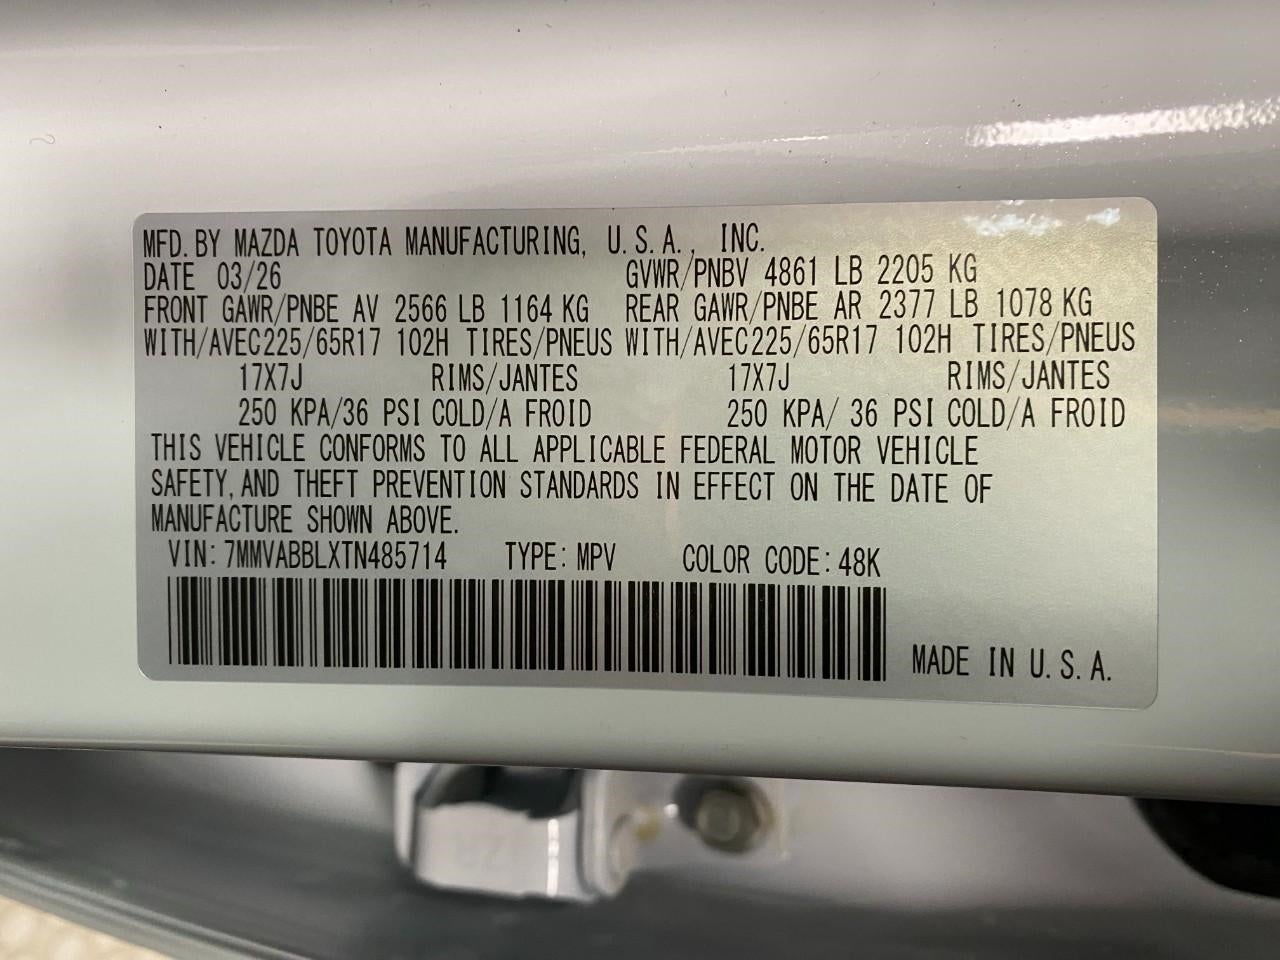 MFD. BY MAZDA TOYOTA MANUFACTURING, U. S. A., INC.
DATE 03/26 GVWR/PNBV 4861 LB 2205 KG
FRONT GAWR/PNBE AV 2566 LB 1164 KG REAR GAWR/PNBE AR 2377 LB 1078 KG
WITH/AVEC225/65R17 102H TIRES/PNEUS WITH/AVEC225/65R17 102H TIRES/PNEUS
17X7J RIMS/JANTES 17X7J RIMS/JANTES
250 KPA/36 PSI COLD/A FROID 250 KPA/ 36 PSI COLD/A FROID
THIS VEHICLE CONFORMS TO ALL APPLICABLE FEDERAL MOTOR VEHICLE
SAFETY, AND THEFT PREVENTION STANDARDS IN EFFECT ON THE DATE OF
MANUFACTURE SHOWN ABOVE.
VIN: 7MMVABBLXTN485714 TYPE: MPV COLOR CODE: 48K
MADE IN U. S. A.